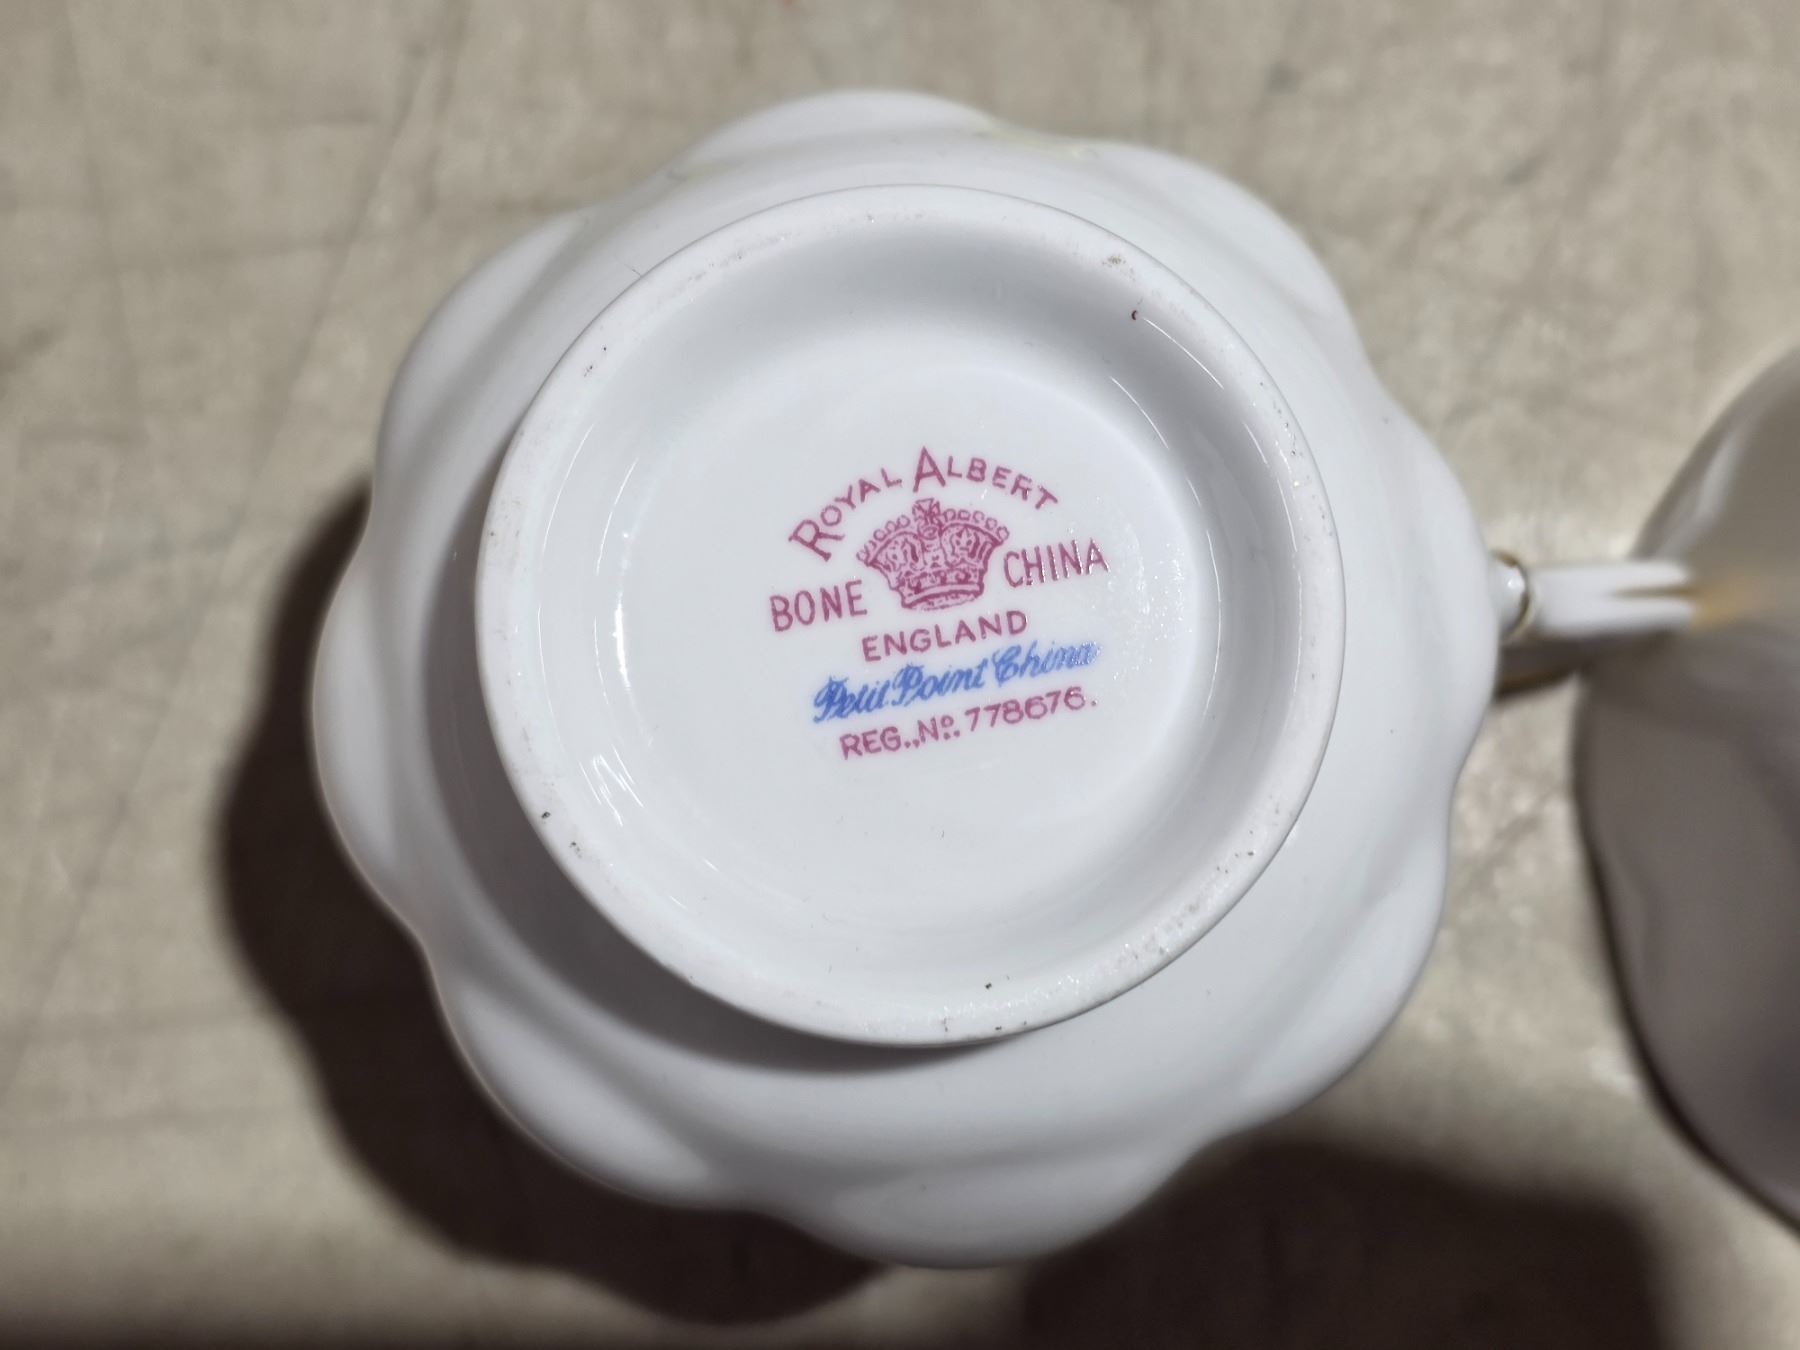 ROYAL ALBERT
BONE CHINA
ENGLAND
Petit Point China
REG. No. 778676.